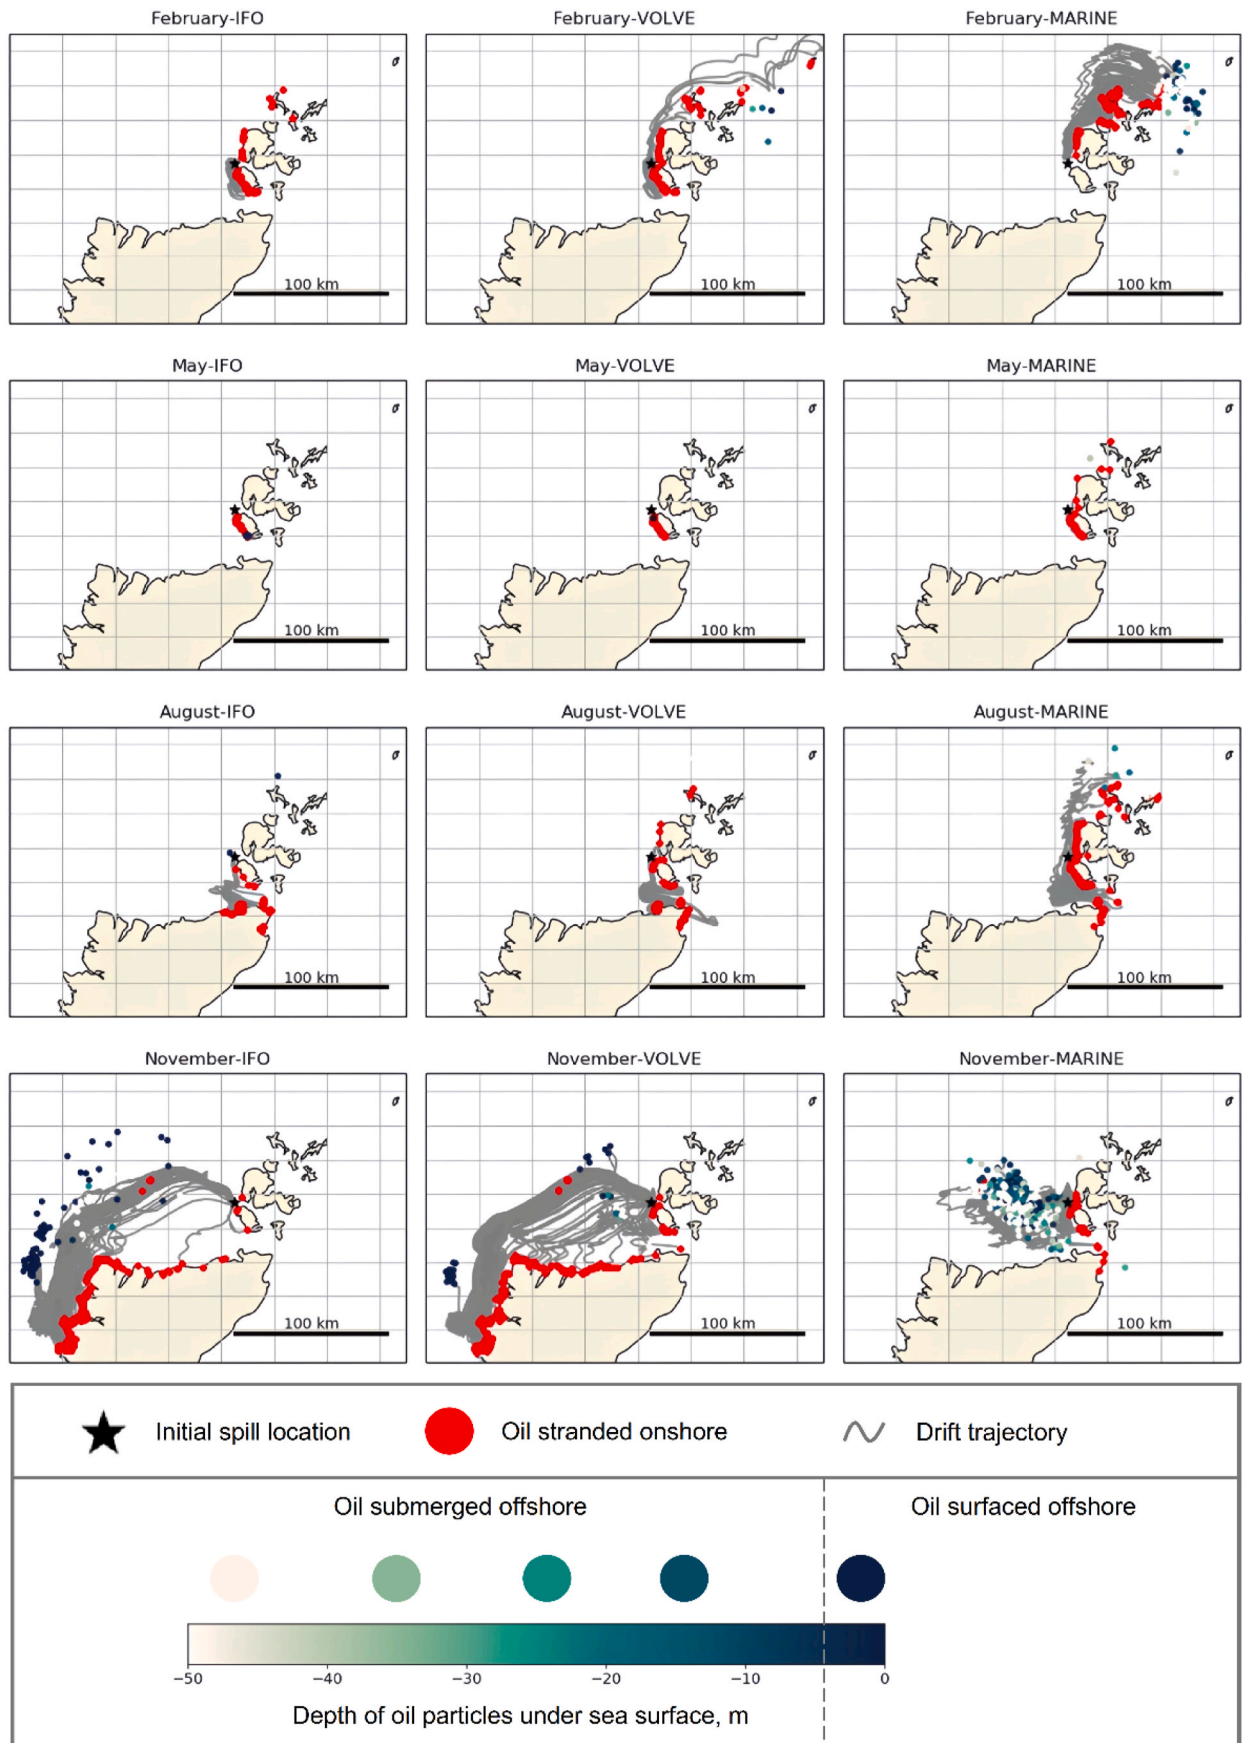 February-IFO
February-VOLVE
February-MARINE
100 km
100 km
100 km
May-IFO
May-VOLVE
May-MARINE
100 km
100 km
100 km
August-IFO
August-VOLVE
August-MARINE
100 km
100 km
100 km
November-IFO
November-VOLVE
November-MARINE
100 km
100 km
100 km
Initial spill location
Oil stranded onshore
Drift trajectory
Oil submerged offshore
Oil surfaced offshore
−50
−40
−30
−20
−10
0
Depth of oil particles under sea surface, m